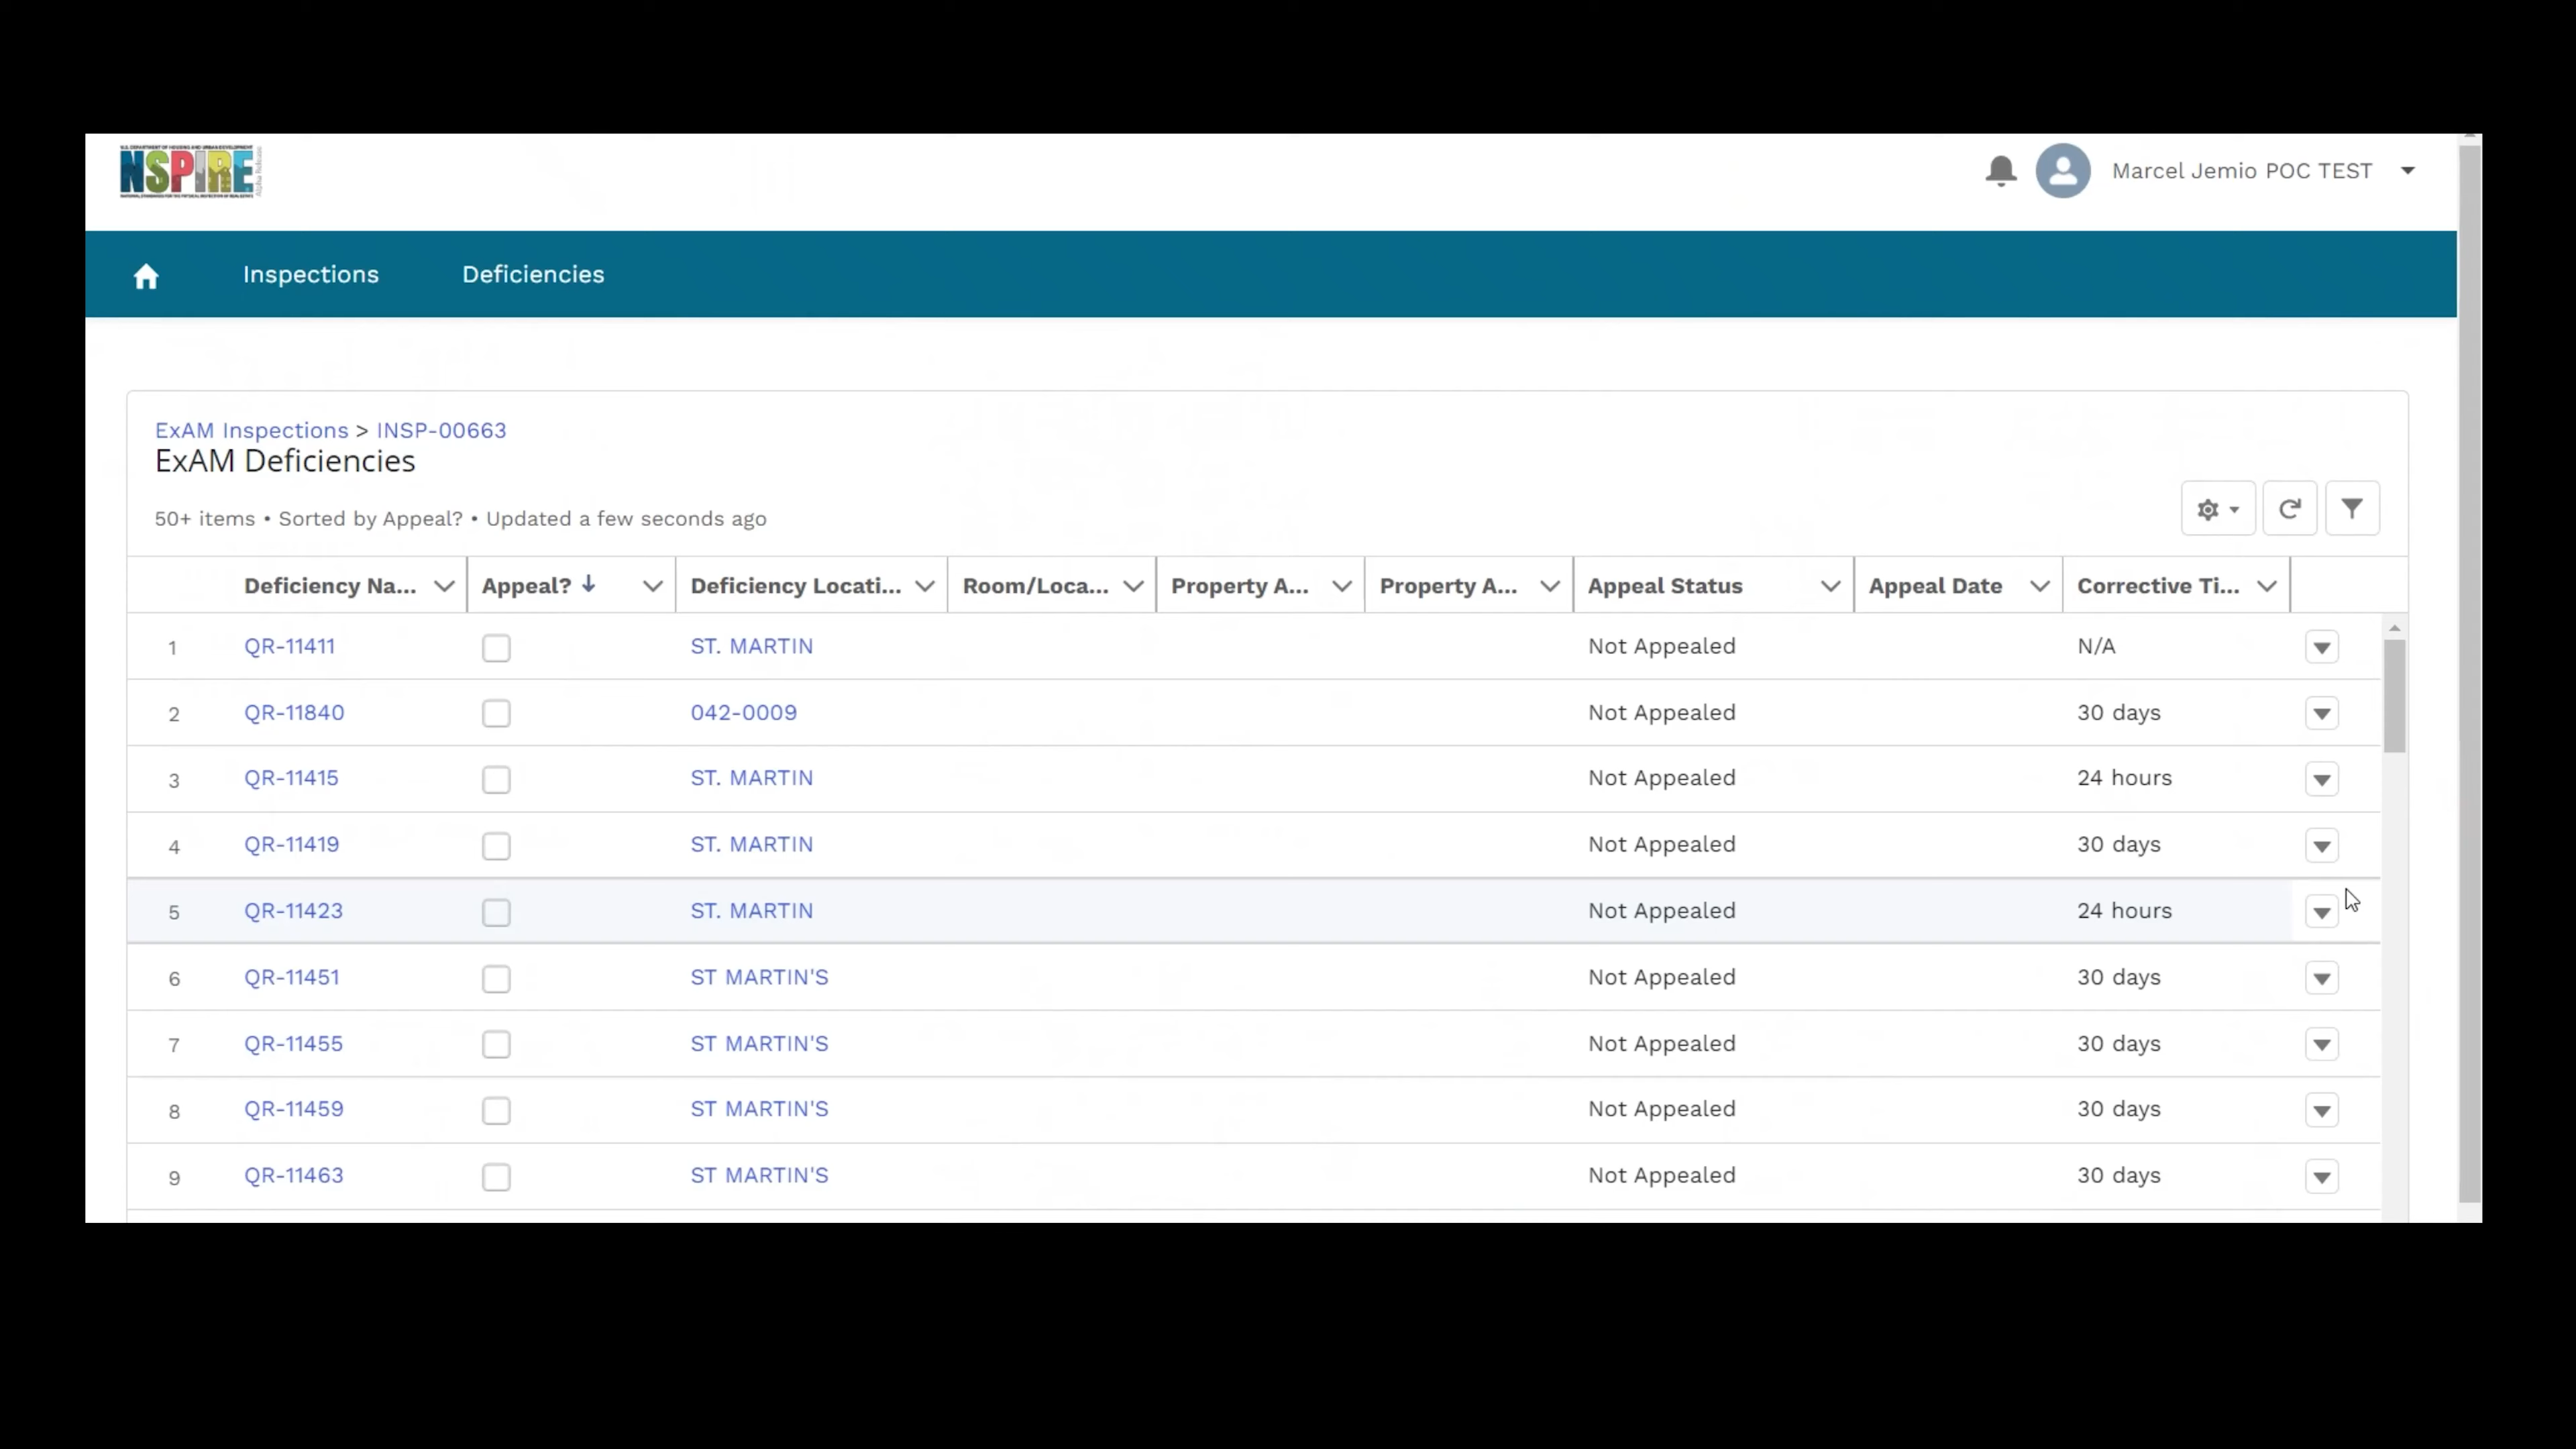 U.S. DEPARTMENT OF HOUSING AND URBAN DEVELOPMENT
NSPIRE
Marcel Jemio POC TEST
Inspections Deficiencies
ExAM Inspections > INSP-00663
ExAM Deficiencies
50+ items • Sorted by Appeal? • Updated a few seconds ago
Deficiency Na... Appeal? Deficiency Locati... Room/Loca... Property A... Property A... Appeal Status Appeal Date Corrective Ti...
1 QR-11411 ST. MARTIN Not Appealed N/A
2 QR-11840 042-0009 Not Appealed 30 days
3 QR-11415 ST. MARTIN Not Appealed 24 hours
4 QR-11419 ST. MARTIN Not Appealed 30 days
5 QR-11423 ST. MARTIN Not Appealed 24 hours
6 QR-11451 ST MARTIN'S Not Appealed 30 days
7 QR-11455 ST MARTIN'S Not Appealed 30 days
8 QR-11459 ST MARTIN'S Not Appealed 30 days
9 QR-11463 ST MARTIN'S Not Appealed 30 days